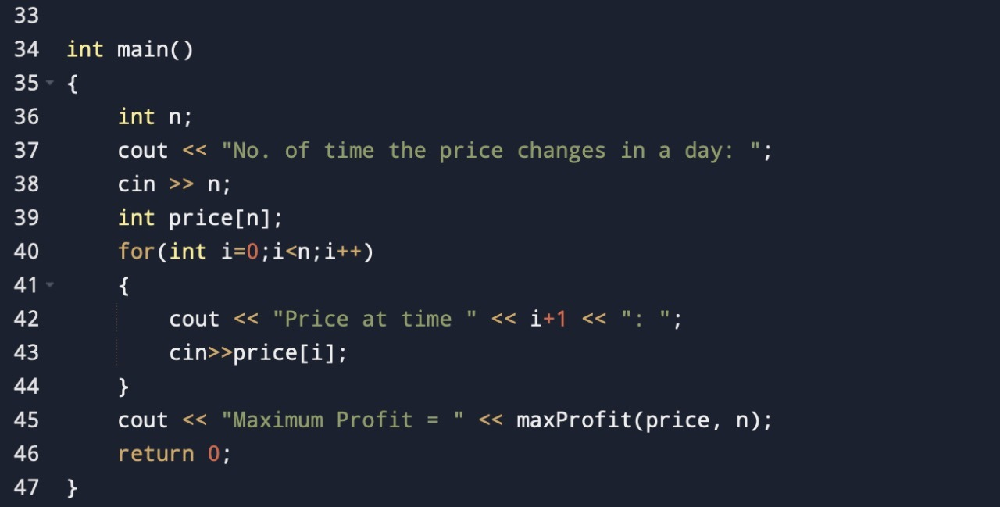 33
34 int main()
35 {
36     int n;
37     cout << "No. of time the price changes in a day: ";
38     cin >> n;
39     int price[n];
40     for(int i=0;i<n;i++)
41     {
42         cout << "Price at time " << i+1 << ": ";
43         cin>>price[i];
44     }
45     cout << "Maximum Profit = " << maxProfit(price, n);
46     return 0;
47 }